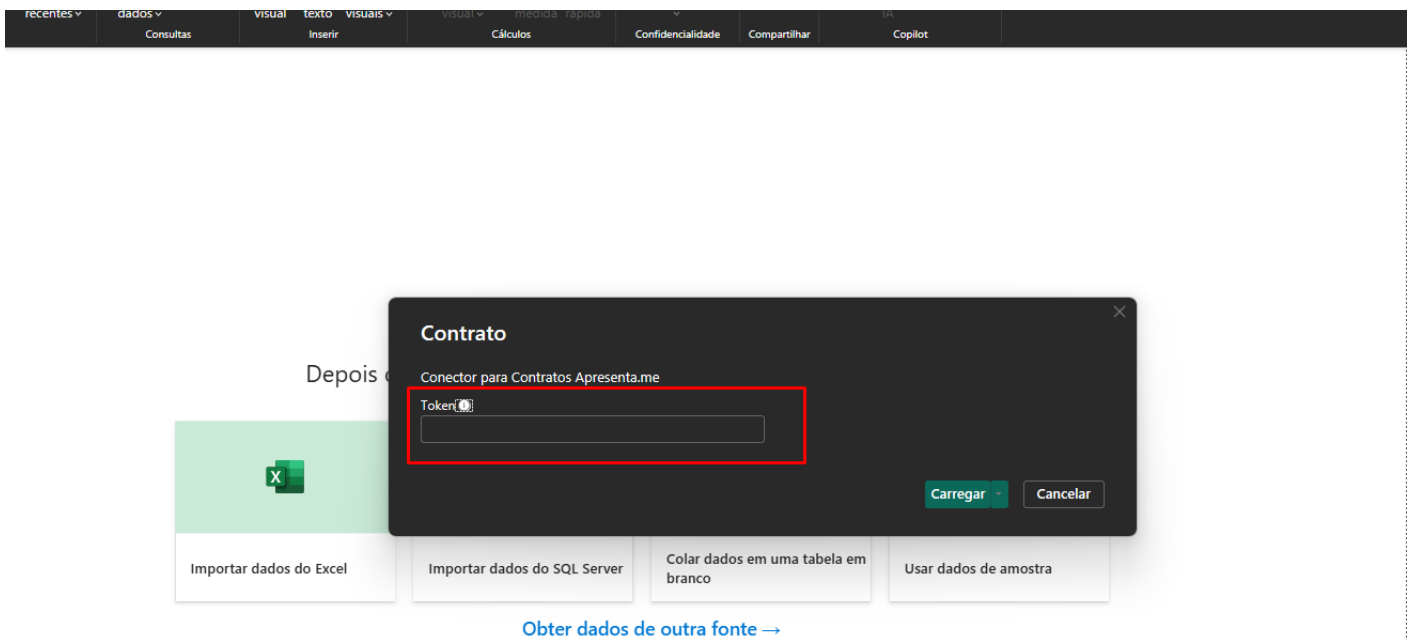 recentes dados visual texto visuais visual medida rápida IA
Consultas Inserir Cálculos Confidencialidade Compartilhar Copilot
Contrato
Depois
Conector para Contratos Apresenta.me
Token
Carregar Cancelar
Importar dados do Excel
Importar dados do SQL Server
Colar dados em uma tabela em
branco
Usar dados de amostra
Obter dados de outra fonte →